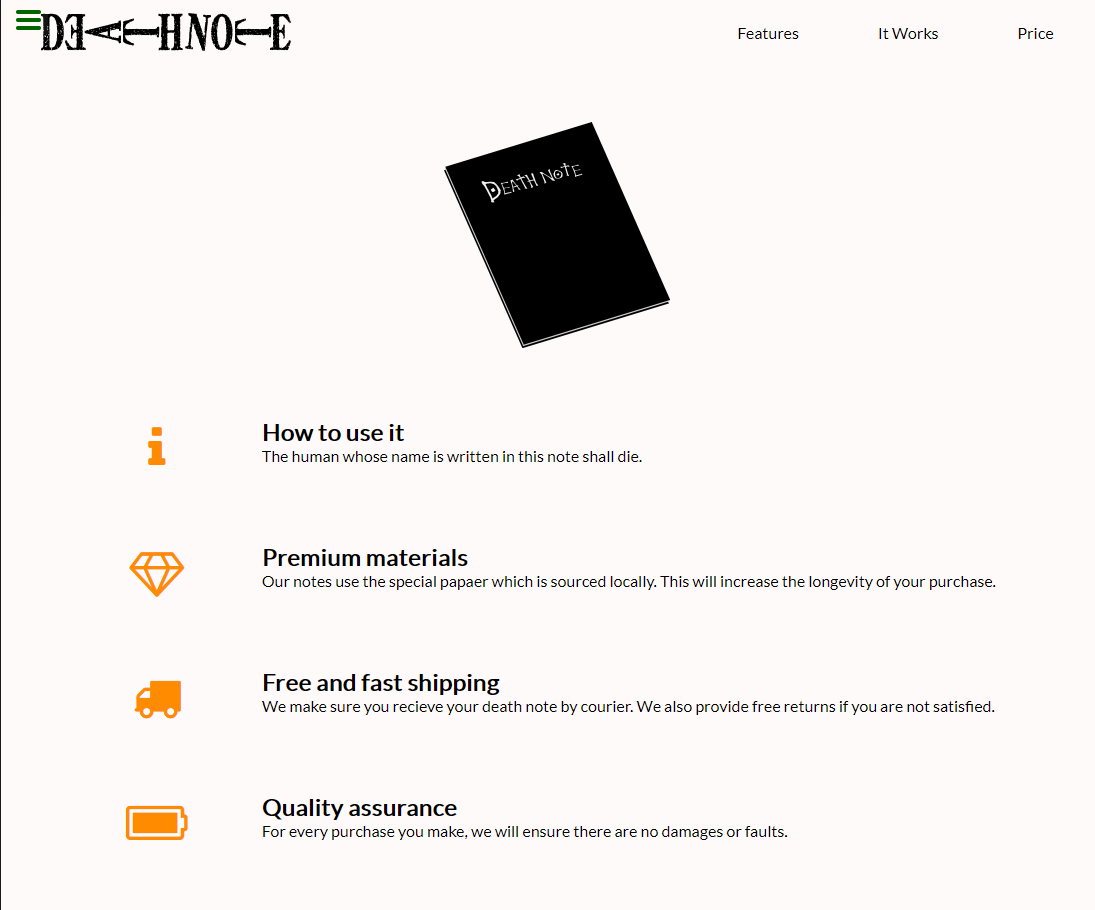 DEATHNOTE
Features
It Works
Price
DEATH NOTE
How to use it
The human whose name is written in this note shall die.
Premium materials
Our notes use the special papaer which is sourced locally. This will increase the longevity of your purchase.
Free and fast shipping
We make sure you recieve your death note by courier. We also provide free returns if you are not satisfied.
Quality assurance
For every purchase you make, we will ensure there are no damages or faults.